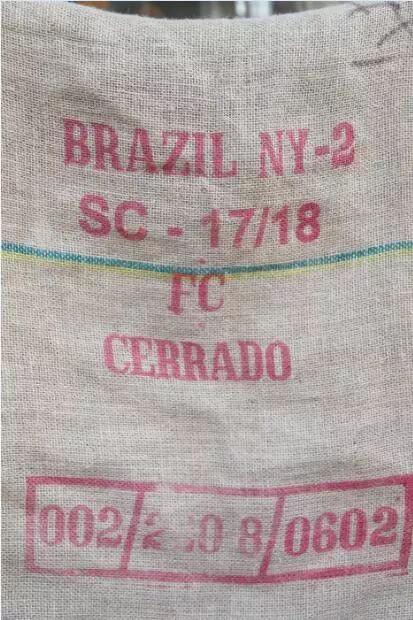 BRAZIL NY-2
SC - 17/18
FC
CERRADO
002/ /0602